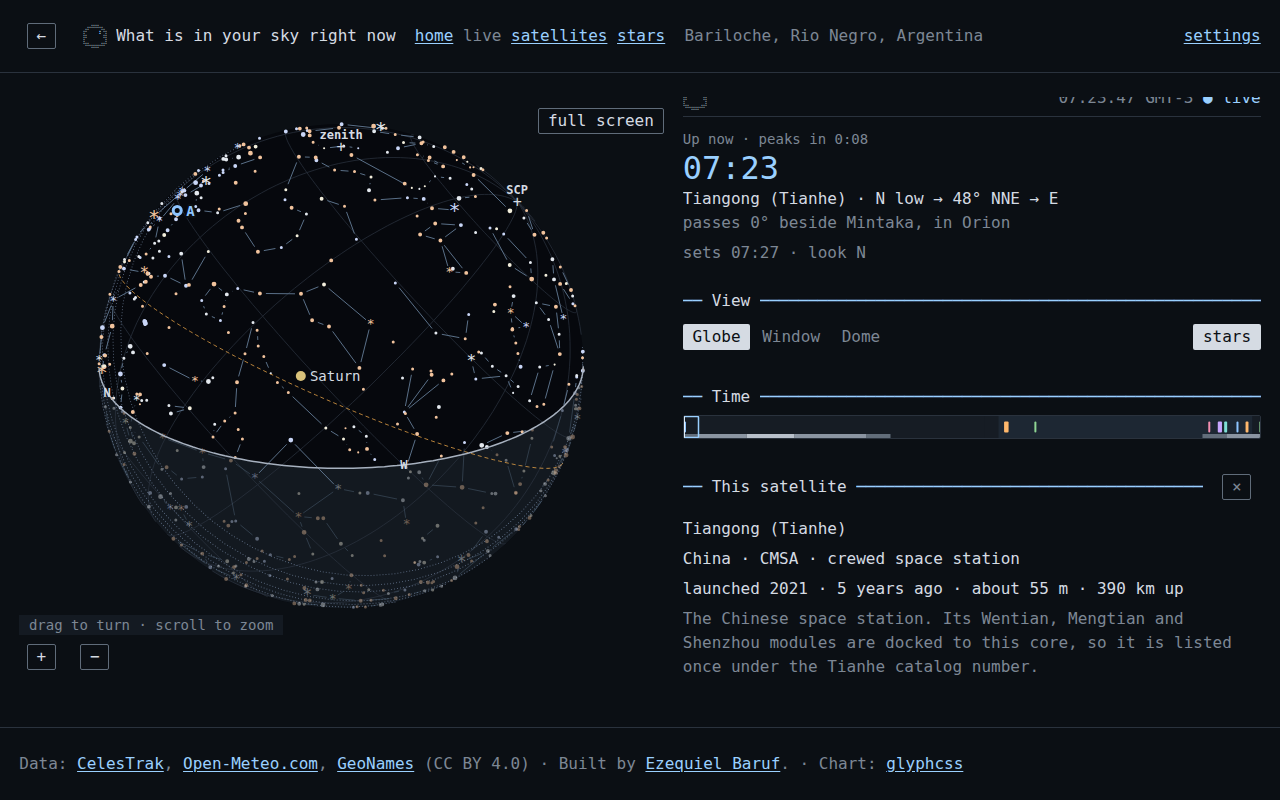 ← What is in your sky right now home live satellites stars Bariloche, Rio Negro, Argentina settings
full screen
zenith
SCP
A
Saturn
N
W
drag to turn · scroll to zoom
+ −
07:23:47 GMT-3 ● live
Up now · peaks in 0:08
07:23
Tiangong (Tianhe) · N low → 48° NNE → E
passes 0° beside Mintaka, in Orion
sets 07:27 · look N
View
Globe Window Dome stars
Time
This satellite ×
Tiangong (Tianhe)
China · CMSA · crewed space station
launched 2021 · 5 years ago · about 55 m · 390 km up
The Chinese space station. Its Wentian, Mengtian and
Shenzhou modules are docked to this core, so it is listed
once under the Tianhe catalog number.
Data: CelesTrak, Open-Meteo.com, GeoNames (CC BY 4.0) · Built by Ezequiel Baruf. · Chart: glyphcss